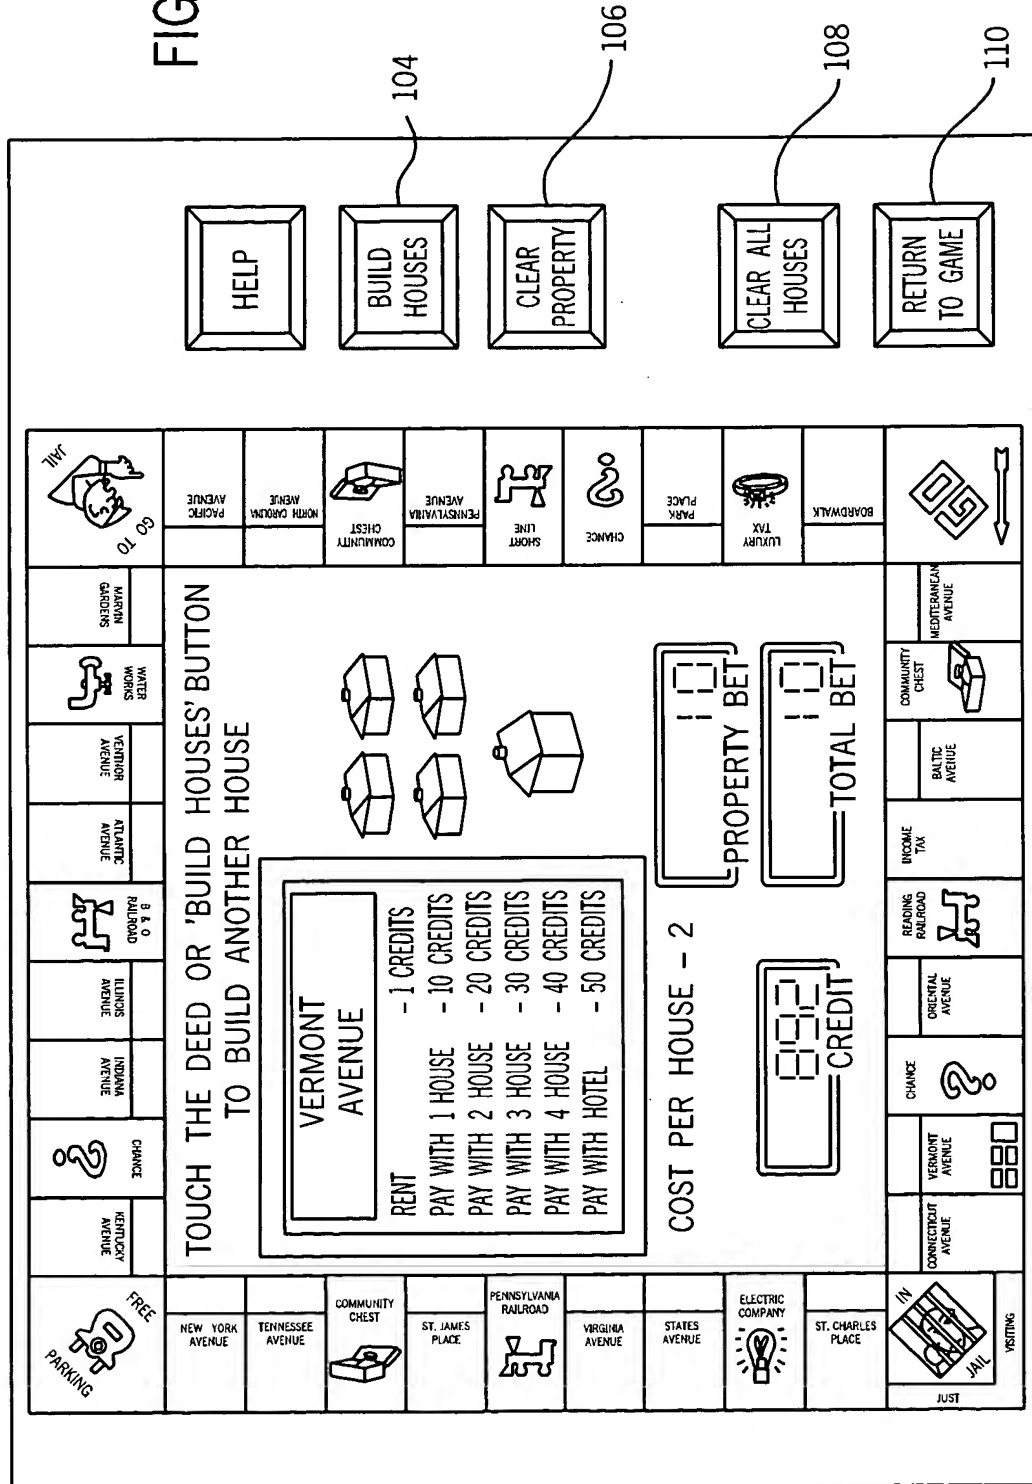 FIG
FREE
PARKING
KENTUCKY
AVENUE
CHANCE
INDIANA
AVENUE
ILLINOIS
AVENUE
B & O
RAILROAD
ATLANTIC
AVENUE
VENTNOR
AVENUE
WATER
WORKS
MARVIN
GARDENS
GO TO
JAIL
NEW YORK
AVENUE
TENNESSEE
AVENUE
COMMUNITY
CHEST
ST. JAMES
PLACE
PENNSYLVANIA
RAILROAD
VIRGINIA
AVENUE
STATES
AVENUE
ELECTRIC
COMPANY
ST. CHARLES
PLACE
TOUCH THE DEED OR 'BUILD HOUSES' BUTTON
TO BUILD ANOTHER HOUSE
VERMONT
AVENUE
RENT - 1 CREDITS
PAY WITH 1 HOUSE - 10 CREDITS
PAY WITH 2 HOUSE - 20 CREDITS
PAY WITH 3 HOUSE - 30 CREDITS
PAY WITH 4 HOUSE - 40 CREDITS
PAY WITH HOTEL - 50 CREDITS
COST PER HOUSE - 2
10
PROPERTY BET
CREDIT
10
TOTAL BET
PACIFIC
AVENUE
NORTH CAROLINA
AVENUE
COMMUNITY
CHEST
PENNSYLVANIA
AVENUE
SHORT
LINE
CHANCE
PARK
PLACE
LUXURY
TAX
BOARDWALK
IN
JAIL
JUST
VISITING
CONNECTICUT
AVENUE
VERMONT
AVENUE
CHANCE
ORIENTAL
AVENUE
READING
RAILROAD
INCOME
TAX
BALTIC
AVENUE
COMMUNITY
CHEST
MEDITERANEAN
AVENUE
GO
HELP
BUILD
HOUSES
104
CLEAR
PROPERTY
106
CLEAR ALL
HOUSES
108
RETURN
TO GAME
110